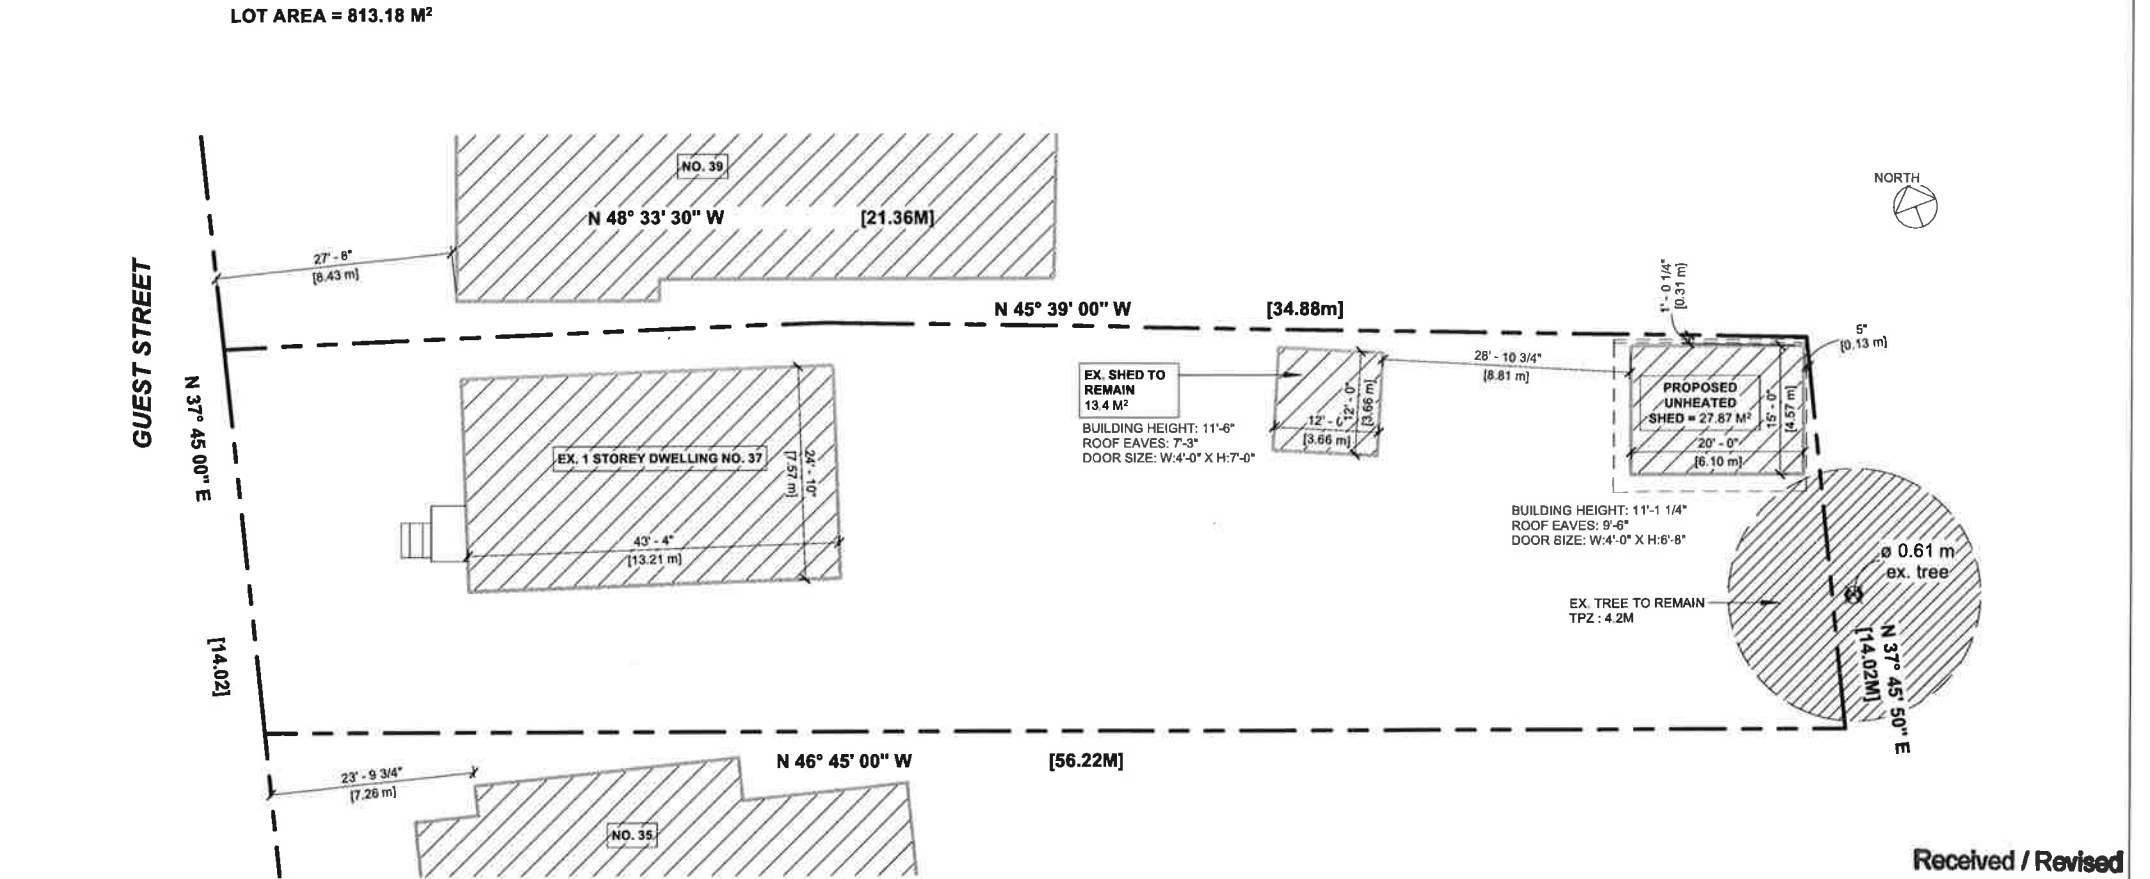 LOT AREA = 813.18 M²
NO. 39
N 48° 33' 30" W [21.36M]
NORTH
27' - 8"
[8.43 m]
GUEST STREET
N 45° 39' 00" W [34.88m]
1' - 0 1/4"
[0.31 m]
5"
[0.13 m]
28' - 10 3/4"
[8.81 m]
EX. SHED TO
REMAIN
13.4 M²
BUILDING HEIGHT: 11'-6"
ROOF EAVES: 7'-3"
DOOR SIZE: W:4'-0" X H:7'-0"
12' - 0"
[3.66 m]
12' - 0"
[3.66 m]
PROPOSED
UNHEATED
SHED = 27.87 M²
15' - 0"
[4.57 m]
20' - 0"
[6.10 m]
N 37° 45' 00" E
[14.02]
EX. 1 STOREY DWELLING NO. 37
24' - 10"
[7.57 m]
43' - 4"
[13.21 m]
BUILDING HEIGHT: 11'-1 1/4"
ROOF EAVES: 9'-6"
DOOR SIZE: W:4'-0" X H:6'-8"
ø 0.61 m
ex. tree
EX. TREE TO REMAIN
TPZ : 4.2M
N 37° 45' 50" E
[14.02M]
N 46° 45' 00" W [56.22M]
23' - 9 3/4"
[7.26 m]
NO. 35
Received / Revised